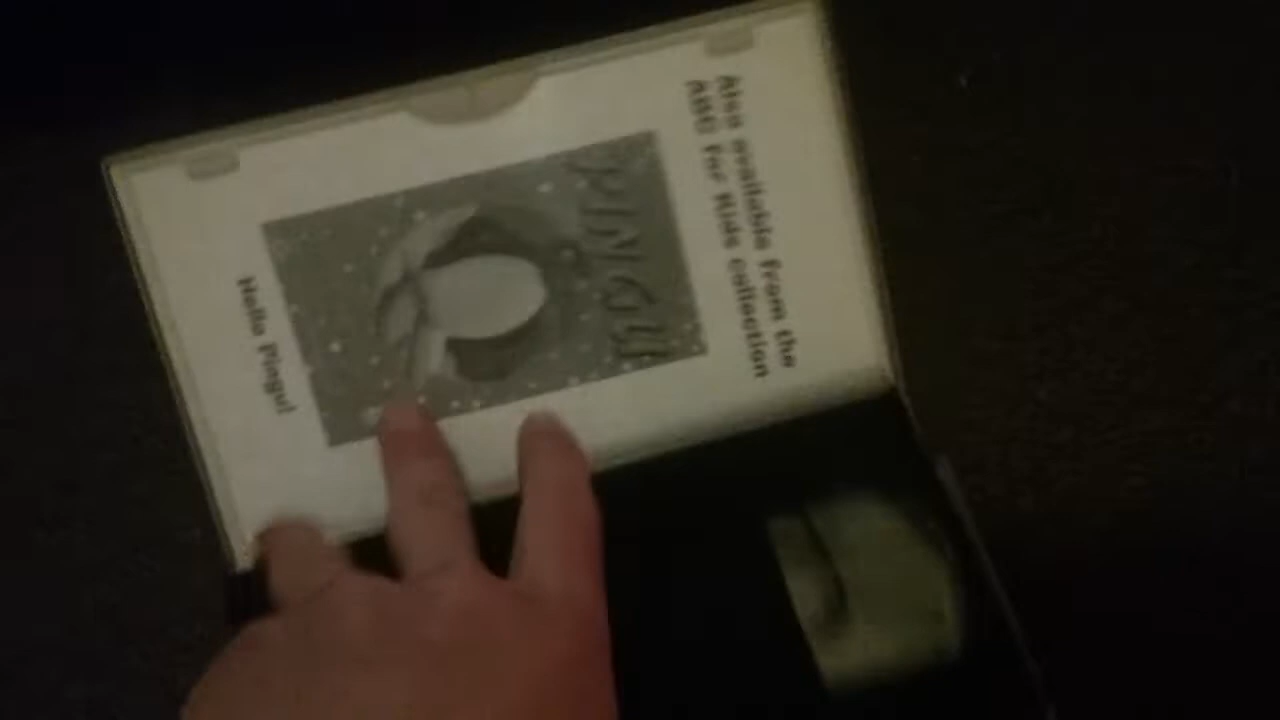 Also available from the
ABC For Kids Collection
PINGU
Hello Pingu!